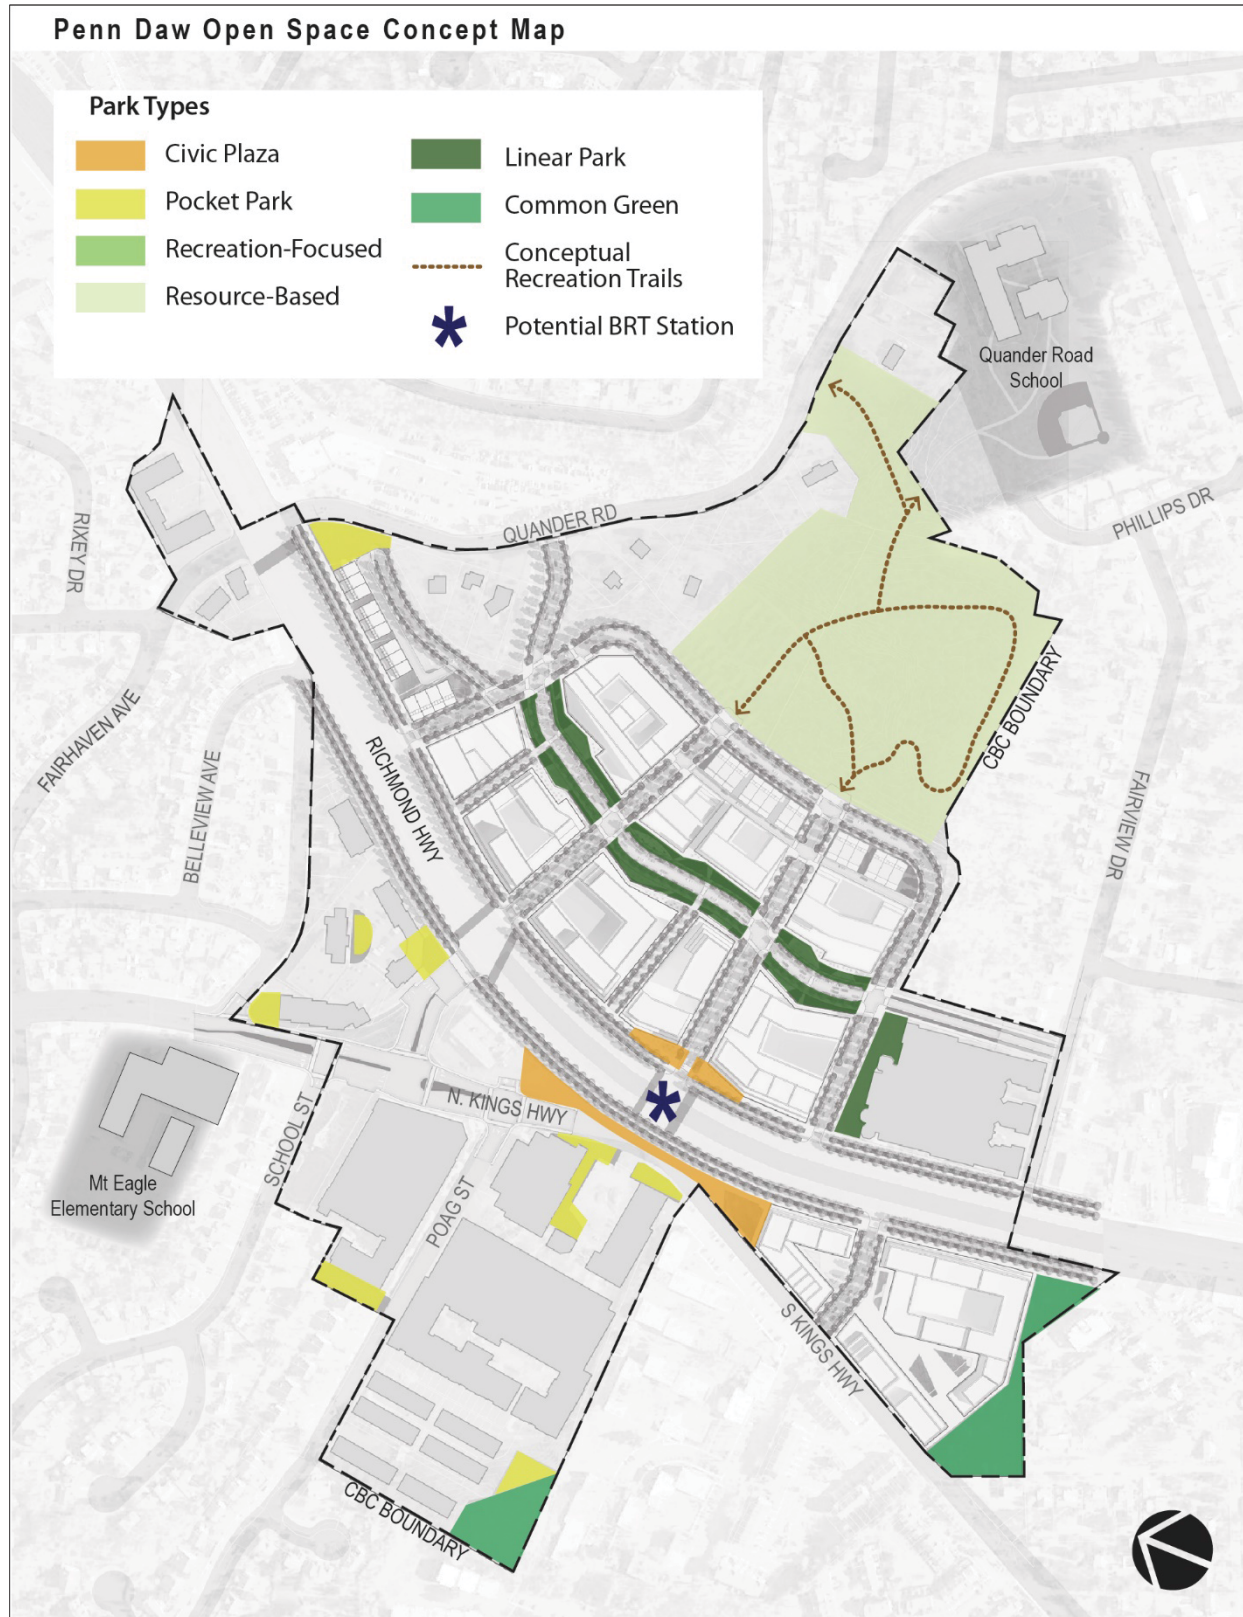 Penn Daw Open Space Concept Map
Park Types
Civic Plaza
Pocket Park
Recreation-Focused
Resource-Based
Linear Park
Common Green
Conceptual
Recreation Trails
Potential BRT Station
Quander Road
School
PHILLIPS DR
QUANDER RD
RIXEY DR
FAIRHAVEN AVE
BELLEVIEW AVE
RICHMOND HWY
CBC BOUNDARY
FAIRVIEW DR
N. KINGS HWY
SCHOOL ST
POAG ST
Mt Eagle
Elementary School
S KINGS HWY
CBC BOUNDARY